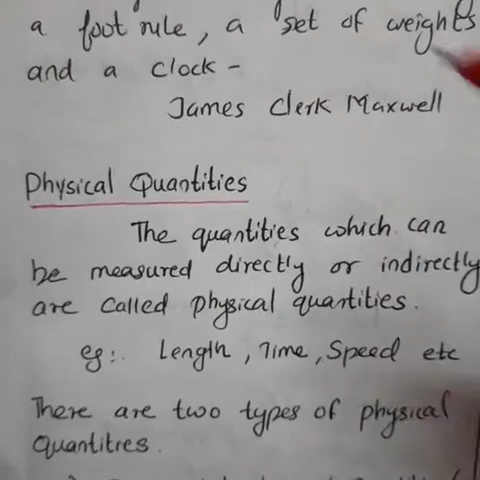 a foot rule, a set of weights
and a clock -
James Clerk Maxwell
Physical Quantities
The quantities which can
be measured directly or indirectly
are called physical quantities.
eg:. Length, Time, Speed etc
There are two types of physical
Quantitres.